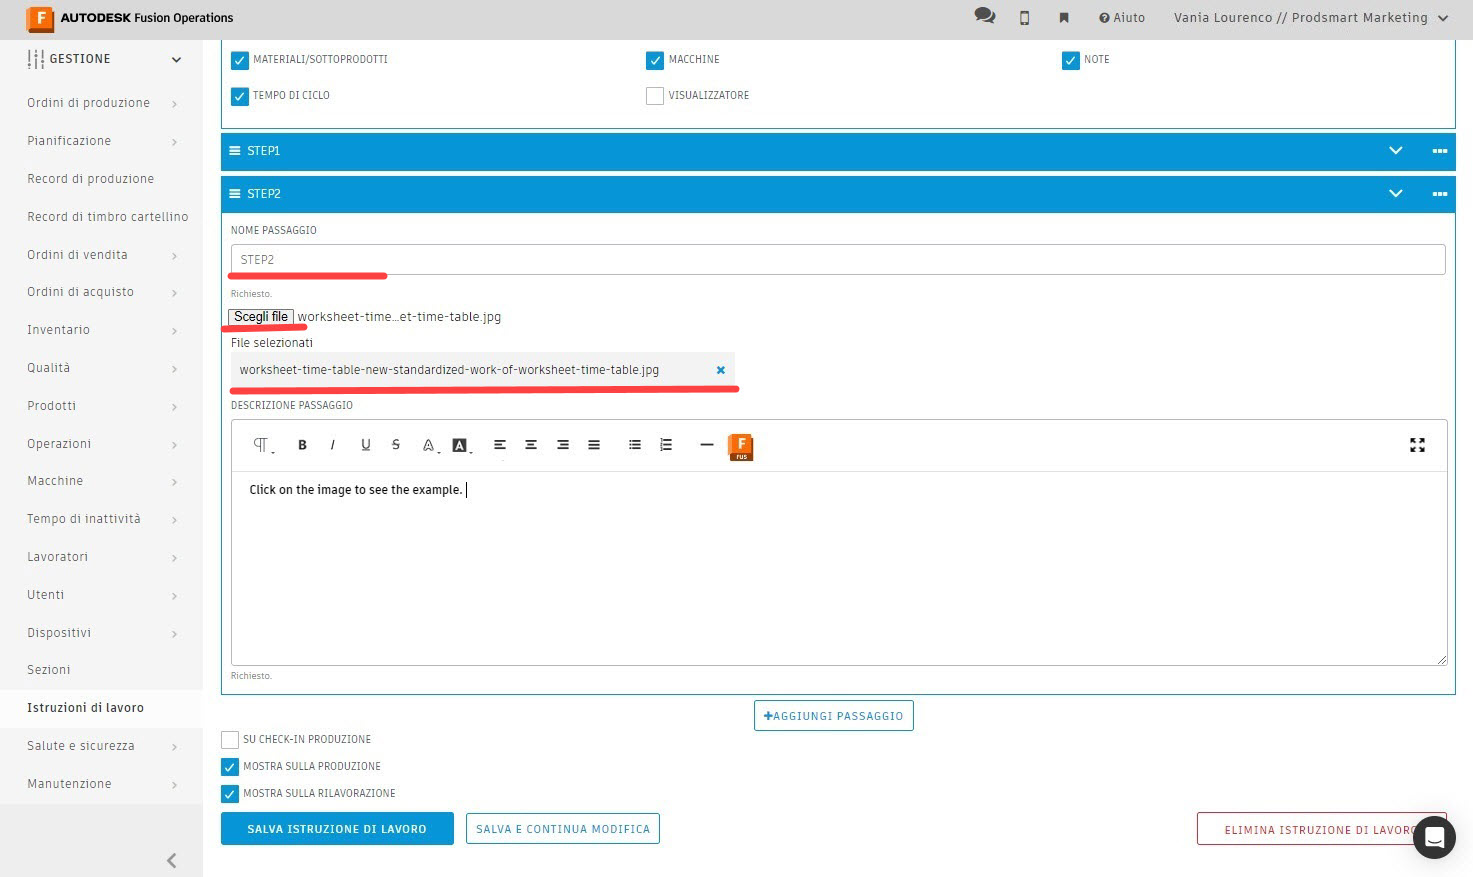 AUTODESK Fusion Operations
Aiuto
Vania Lourenco // Prodsmart Marketing
GESTIONE
Ordini di produzione
Pianificazione
Record di produzione
Record di timbro cartellino
Ordini di vendita
Ordini di acquisto
Inventario
Qualità
Prodotti
Operazioni
Macchine
Tempo di inattività
Lavoratori
Utenti
Dispositivi
Sezioni
Istruzioni di lavoro
Salute e sicurezza
Manutenzione
MATERIALI/SOTTOPRODOTTI
MACCHINE
NOTE
TEMPO DI CICLO
VISUALIZZATORE
STEP1
STEP2
NOME PASSAGGIO
STEP2
Richiesto.
Scegli file worksheet-time...et-time-table.jpg
File selezionati
worksheet-time-table-new-standardized-work-of-worksheet-time-table.jpg
DESCRIZIONE PASSAGGIO
B I U S A A F rus
Click on the image to see the example.
Richiesto.
+AGGIUNGI PASSAGGIO
SU CHECK-IN PRODUZIONE
MOSTRA SULLA PRODUZIONE
MOSTRA SULLA RILAVORAZIONE
SALVA ISTRUZIONE DI LAVORO
SALVA E CONTINUA MODIFICA
ELIMINA ISTRUZIONE DI LAVORO